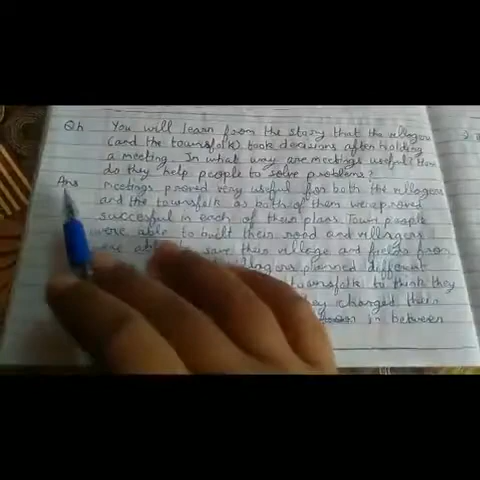 Q4 You will learn from the story that the villagers
(and the townsfolk) took decisions after holding
a meeting. In what way are meetings useful? How
do they help people to solve problems?
Ans Meetings proved very useful for both the villagers
and the townsfolk as both of them were proved
successful in each of their plans. Town people
were able to built their road and villagers
are able to save their village and fields from
villagers planned different
townsfolk to think they
they changed their
in between